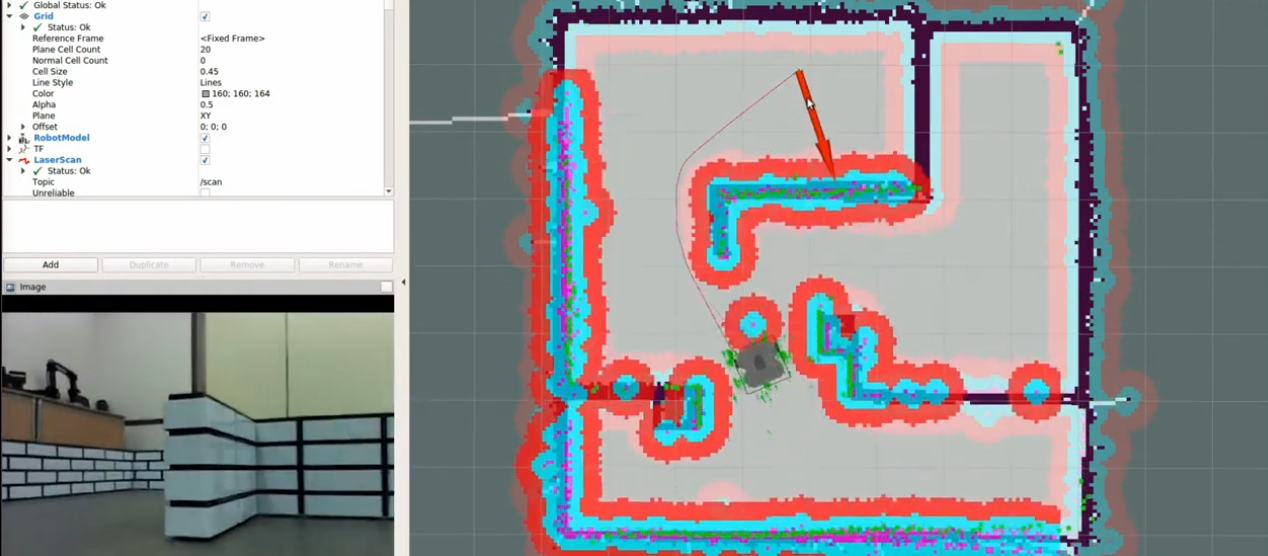 Global Status: Ok
Grid
Status: Ok
Reference Frame <Fixed Frame>
Plane Cell Count 20
Normal Cell Count 0
Cell Size 0.45
Line Style Lines
Color 160; 160; 164
Alpha 0.5
Plane XY
Offset 0; 0; 0
RobotModel
TF
LaserScan
Status: Ok
Topic /scan
Unreliable
Add Duplicate Remove Rename
Image